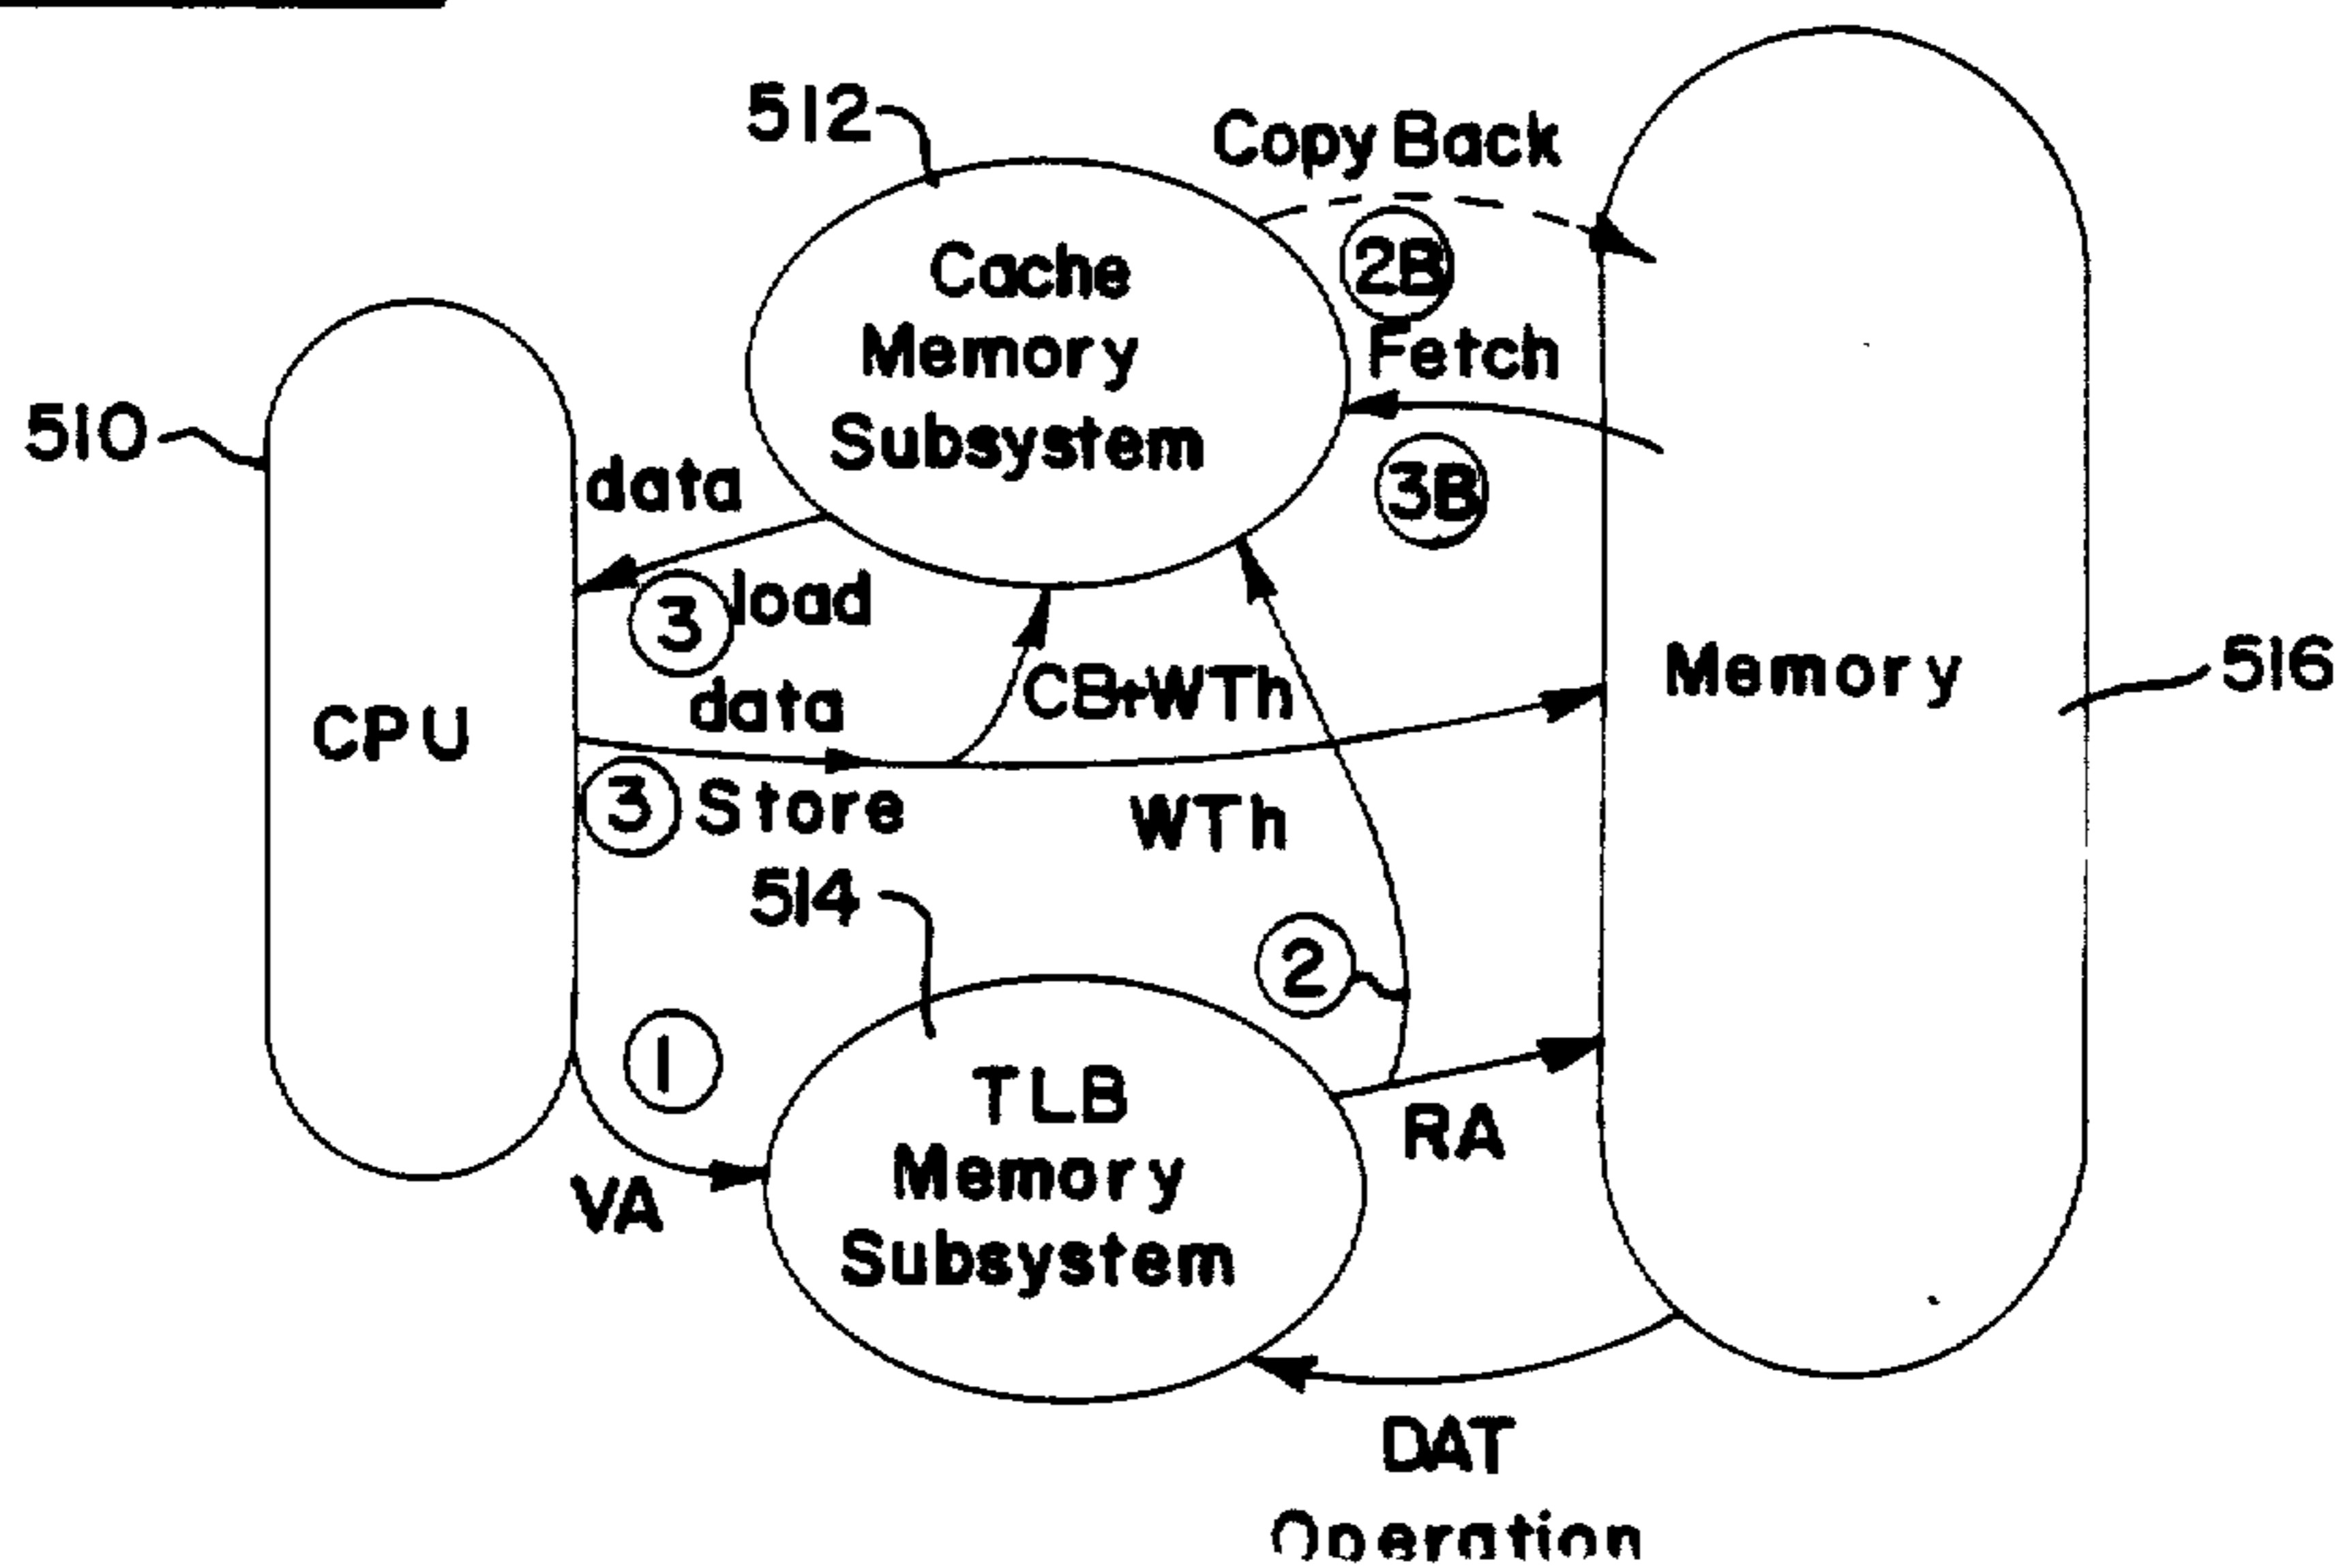 512
Copy Back
2B
Cache
Memory
Subsystem
Fetch
3B
510
data
3 load
CPU
data
CB+WTh
Memory
516
3 Store
WTh
514
2
1
TLB
Memory
Subsystem
RA
VA
DAT
Operation